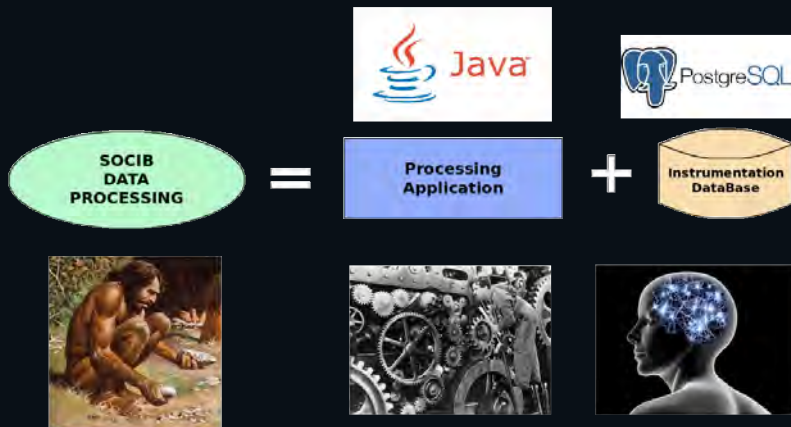 Java
PostgreSQL
SOCIB
DATA
PROCESSING
=
Processing
Application
+
Instrumentation
DataBase